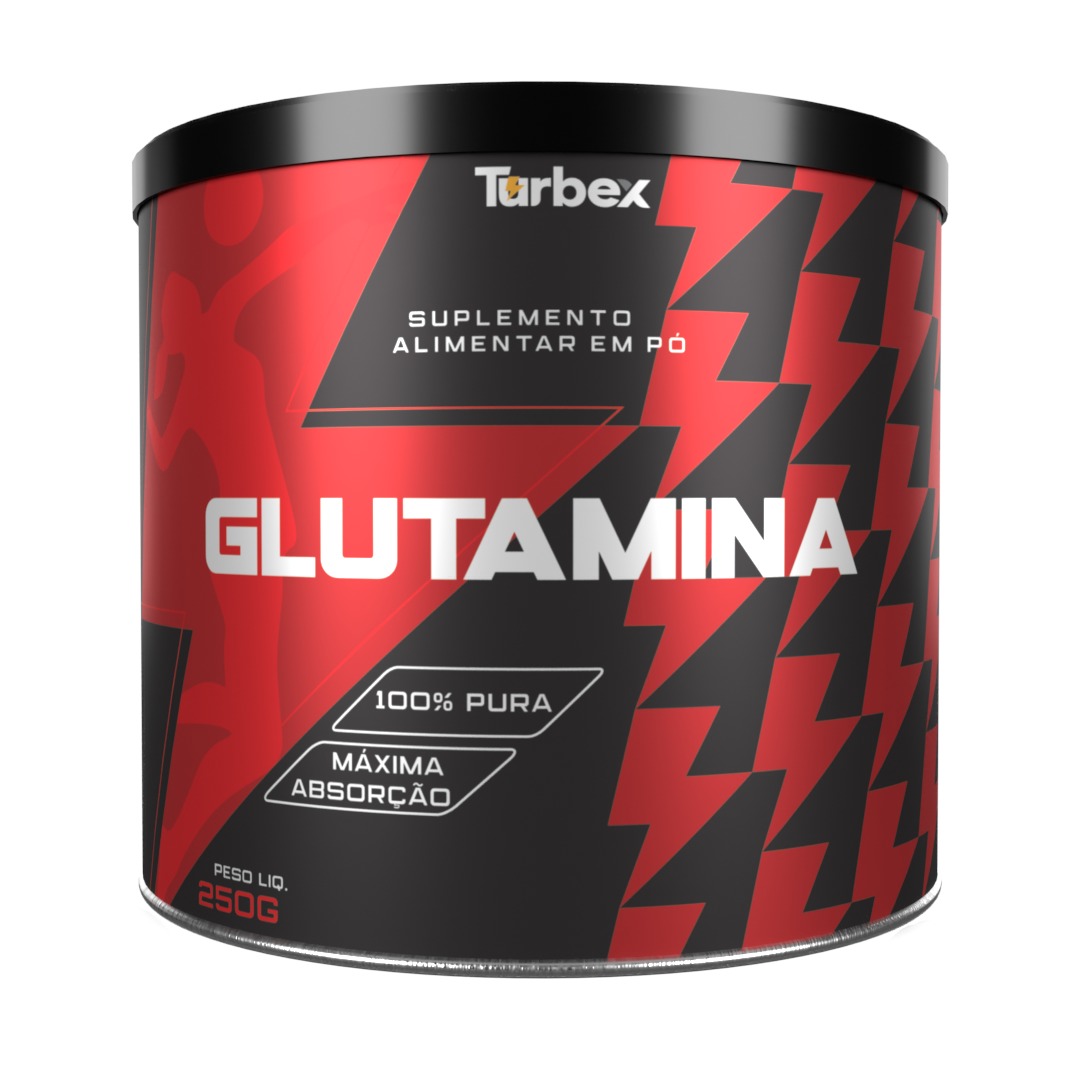 Turbex
SUPLEMENTO
ALIMENTAR EM PÓ
GLUTAMINA
100% PURA
MÁXIMA
ABSORÇÃO
PESO LIQ.
250G